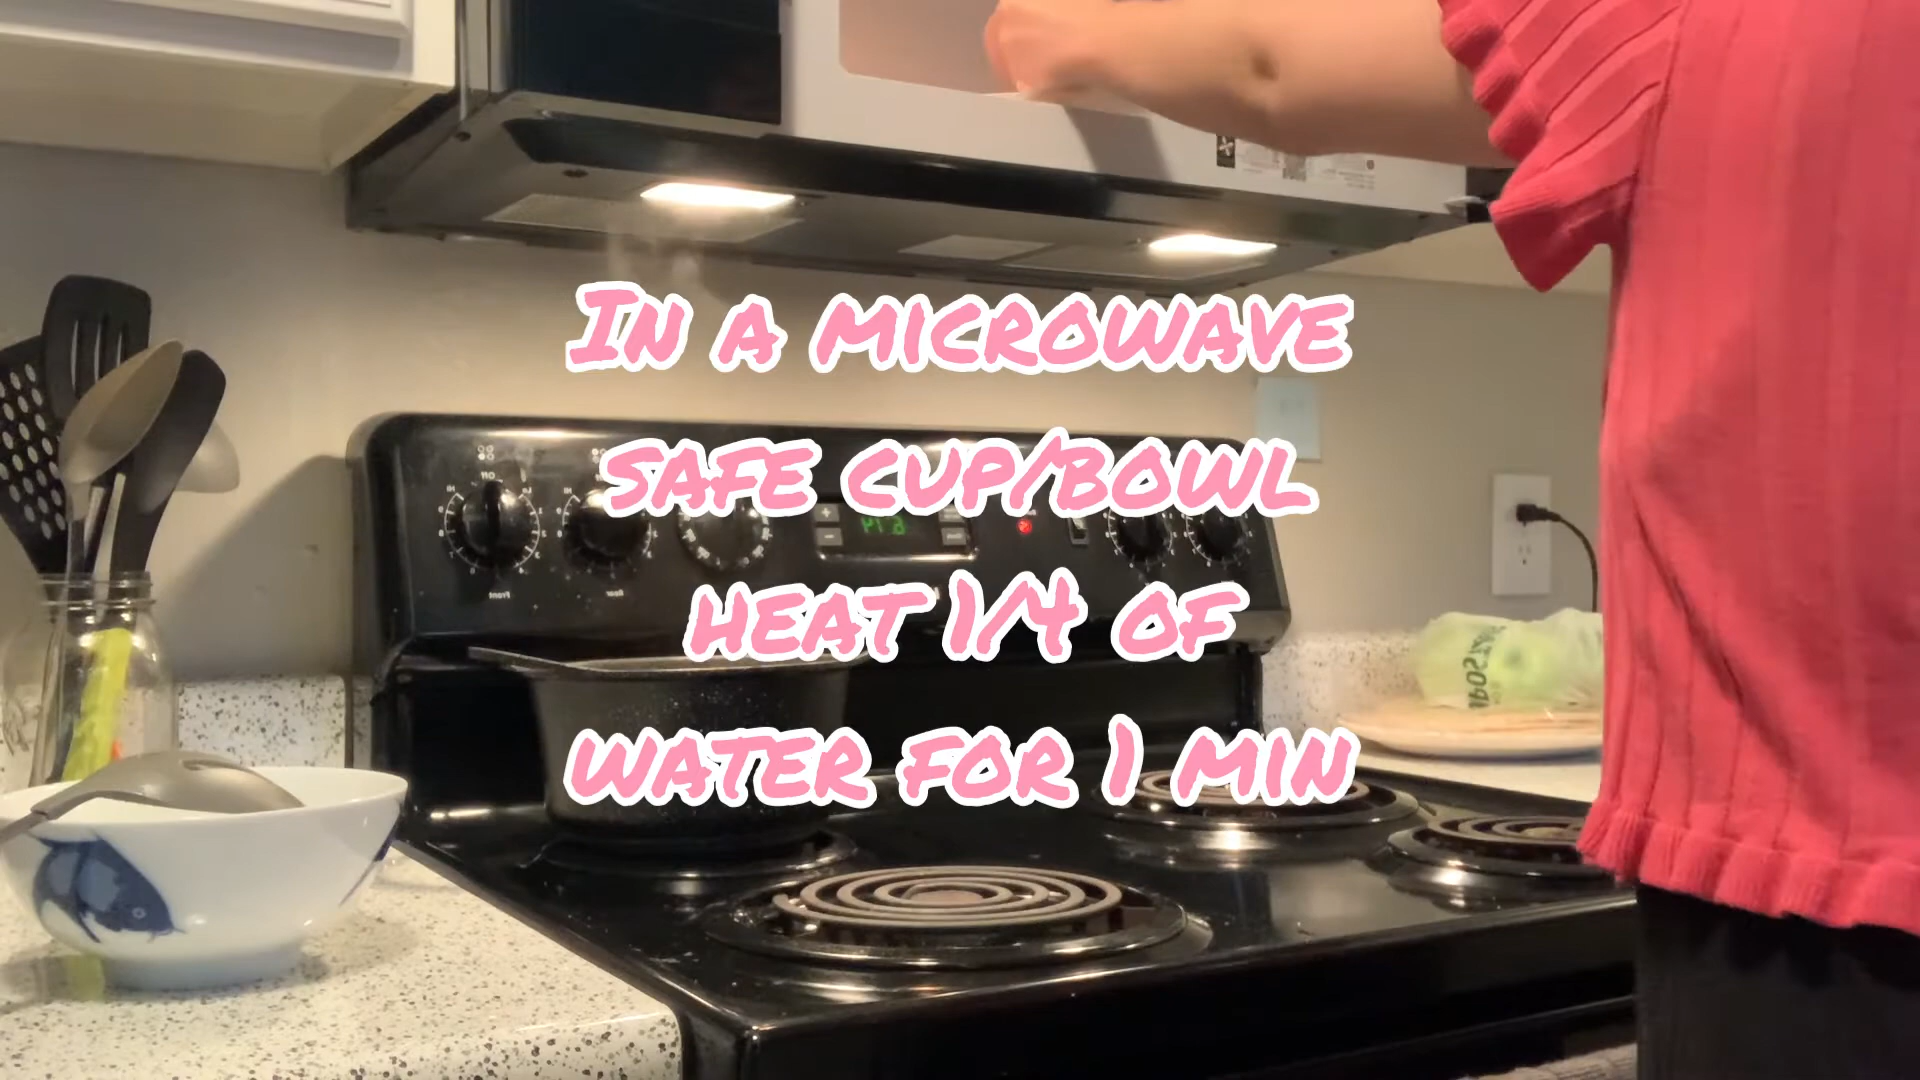 In a microwave
safe cup/bowl
heat 1/4 of
water for 1 min